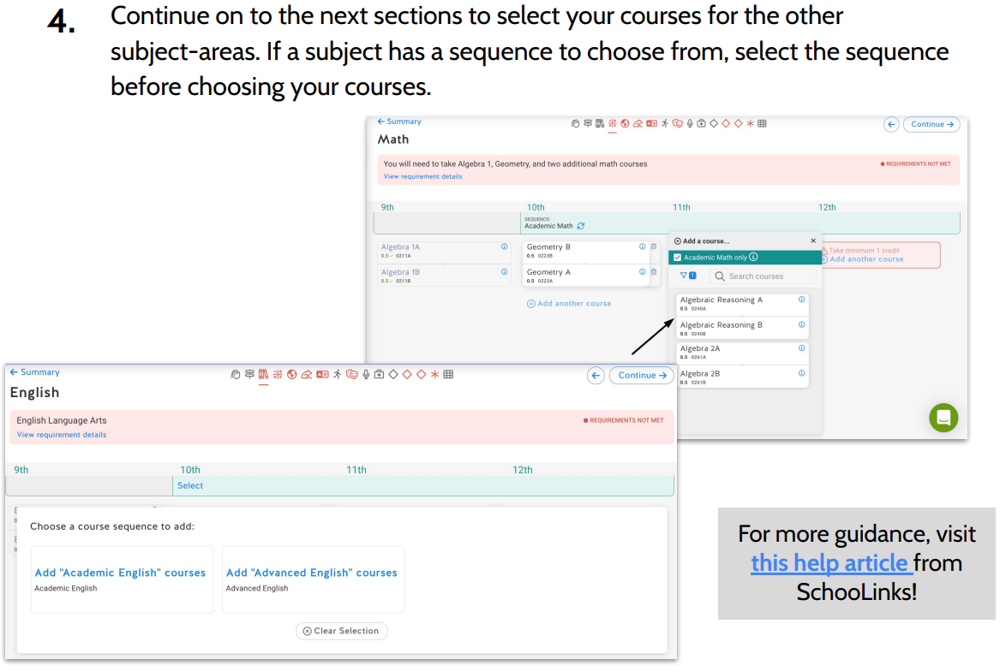 4. Continue on to the next sections to select your courses for the other
subject-areas. If a subject has a sequence to choose from, select the sequence
before choosing your courses.
← Summary
Continue →
Math
You will need to take Algebra 1, Geometry, and two additional math courses
REQUIREMENTS NOT MET
View requirement details
9th 10th 11th 12th
SEQUENCE:
Academic Math
Algebra 1A
0.5 0211A
Algebra 1B
0.5 0211B
Geometry B
0.5 0223B
Geometry A
0.5 0223A
Add another course
Add a course... ×
Academic Math only
1 Search courses
Algebraic Reasoning A
0.5 0240A
Algebraic Reasoning B
0.5 0240B
Algebra 2A
0.5 0261A
Algebra 2B
0.5 0261B
Take minimum 1 credit
Add another course
← Summary
Continue →
English
English Language Arts
REQUIREMENTS NOT MET
View requirement details
9th 10th 11th 12th
Select
Choose a course sequence to add:
Add "Academic English" courses
Academic English
Add "Advanced English" courses
Advanced English
Clear Selection
For more guidance, visit
this help article from
SchooLinks!